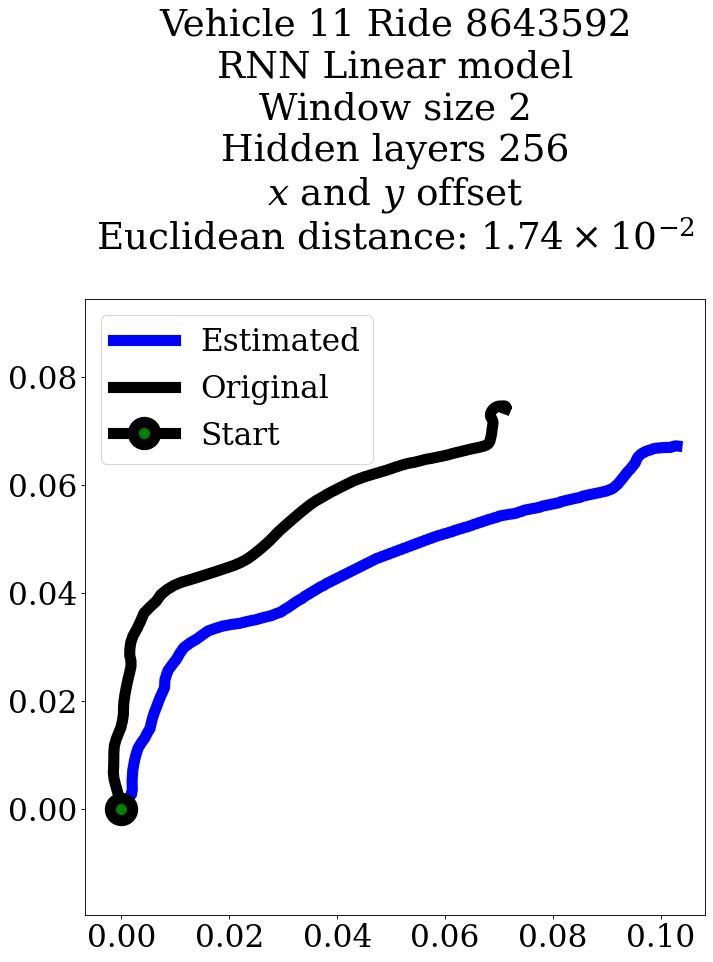 Vehicle 11 Ride 8643592
RNN Linear model
Window size 2
Hidden layers 256
x and y offset
Euclidean distance: 1.74 × 10⁻²
Estimated
Original
Start
0.08
0.06
0.04
0.02
0.00
0.00 0.02 0.04 0.06 0.08 0.10